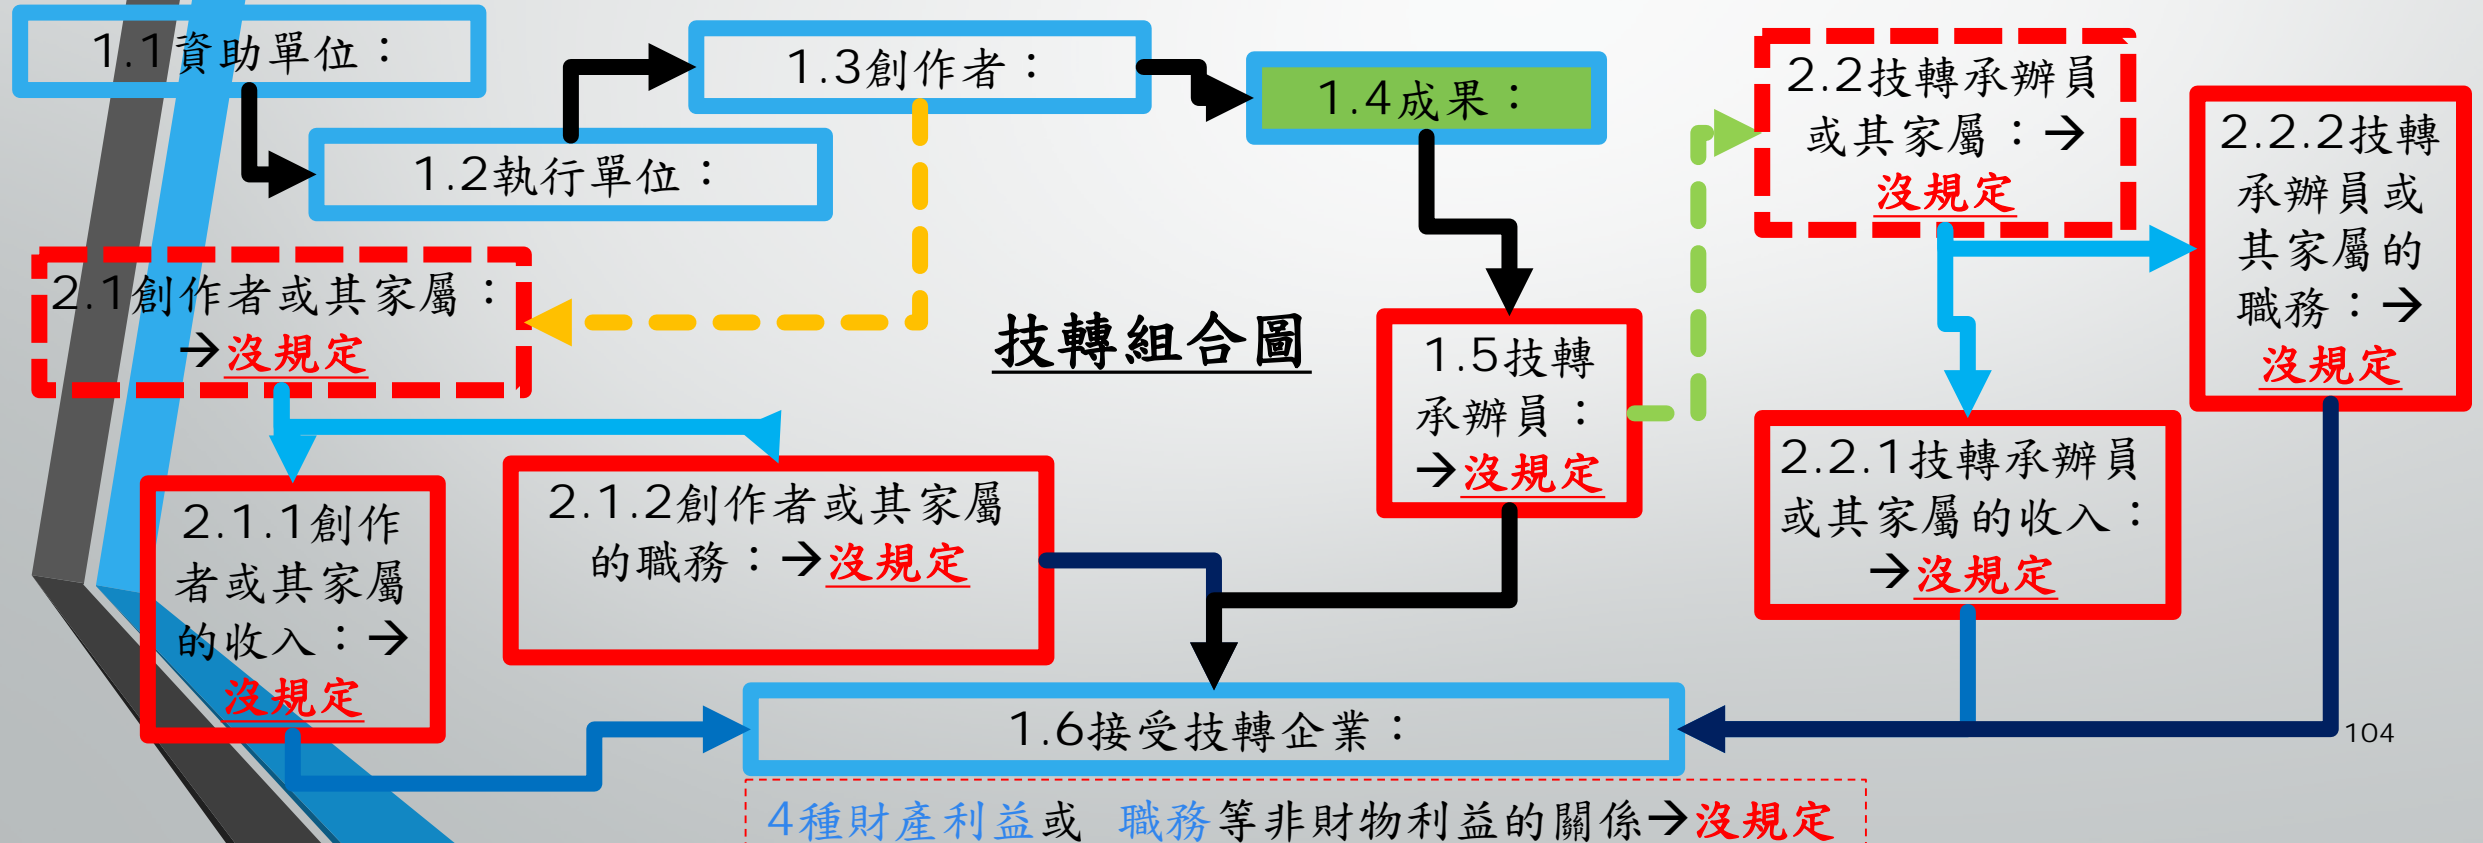 1.1資助單位：
1.2執行單位：
1.3創作者：
1.4成果：
2.2技轉承辦員
或其家屬：→
沒規定
2.2.2技轉
承辦員或
其家屬的
職務：→
沒規定
2.1創作者或其家屬：
→沒規定
技轉組合圖
1.5技轉
承辦員：
→沒規定
2.2.1技轉承辦員
或其家屬的收入：
→沒規定
2.1.1創作
者或其家屬
的收入：→
沒規定
2.1.2創作者或其家屬
的職務：→沒規定
1.6接受技轉企業：
104
4種財產利益或 職務等非財物利益的關係→沒規定